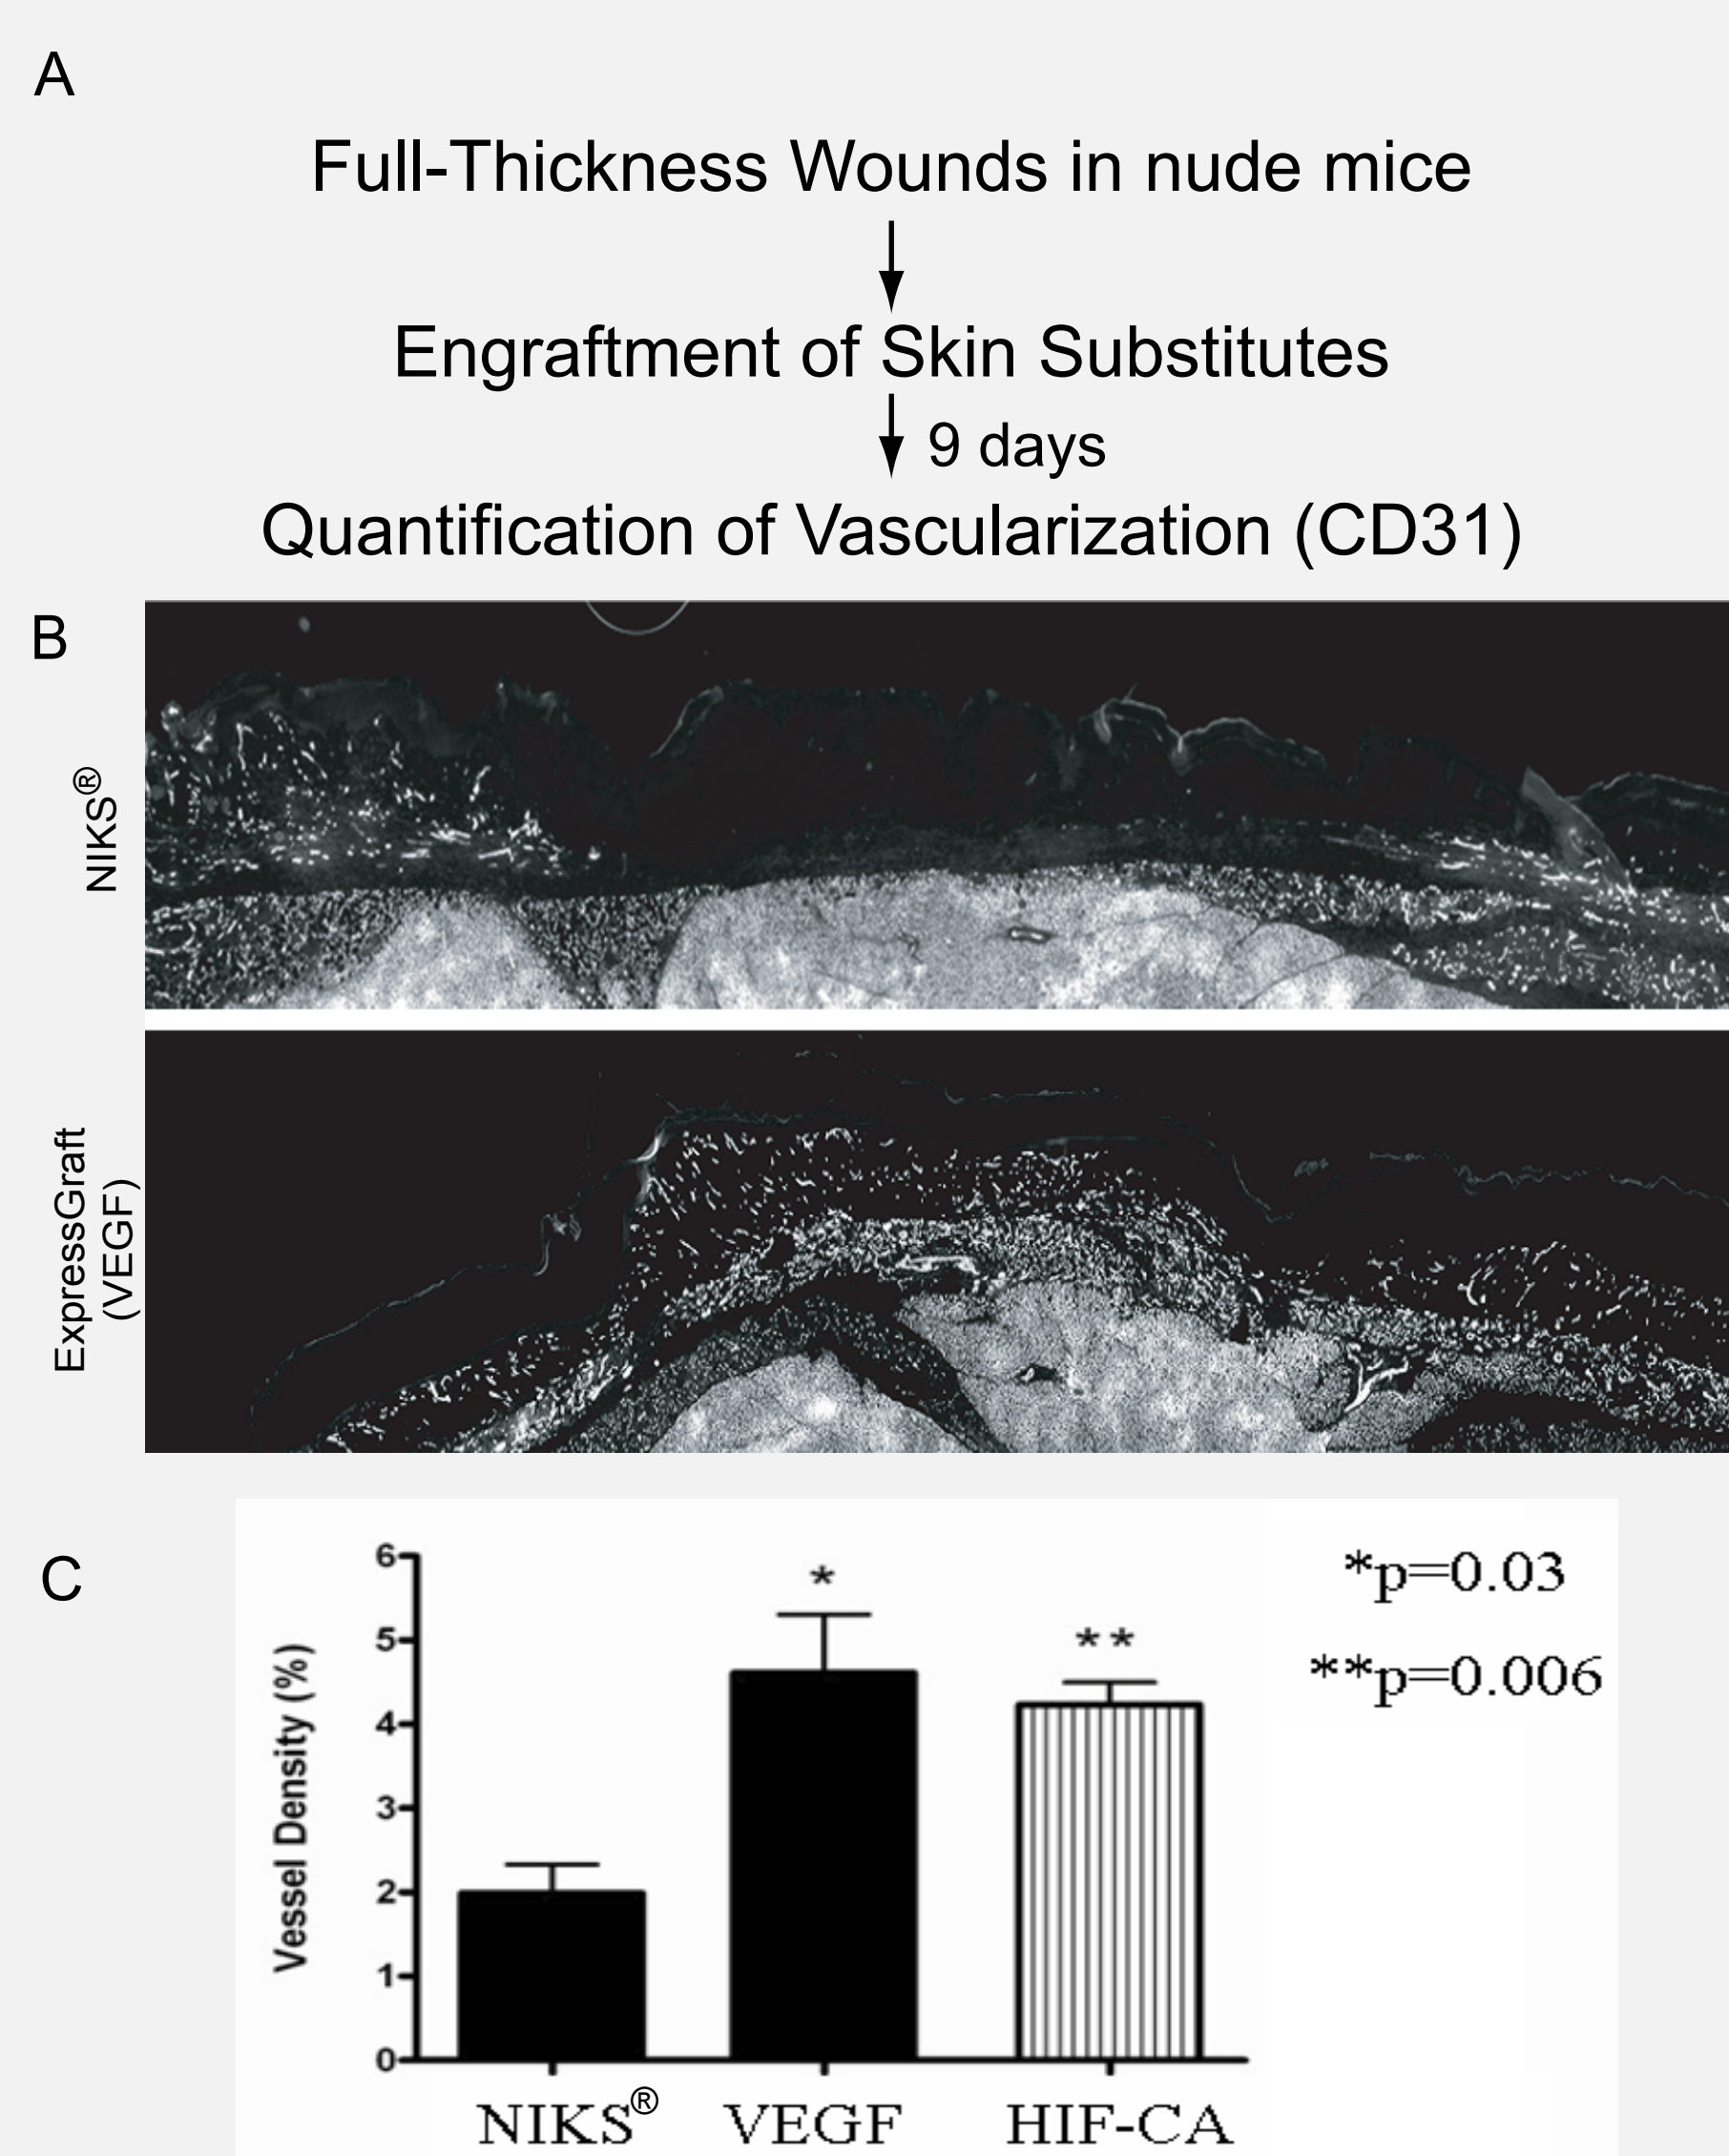 A
Full-Thickness Wounds in nude mice
Engraftment of Skin Substitutes
9 days
Quantification of Vascularization (CD31)
B
NIKS®
ExpressGraft
(VEGF)
C
Vessel Density (%)
6
5
4
3
2
1
0
*
**
*p=0.03
**p=0.006
NIKS® VEGF HIF-CA